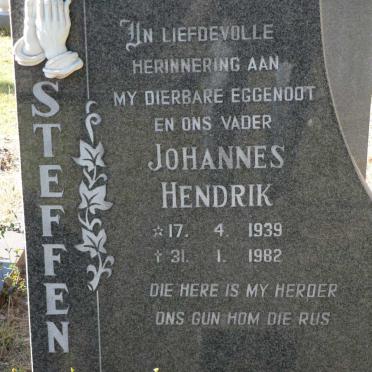 STEFFEN
IN LIEFDEVOLLE
HERINNERING AAN
MY DIERBARE EGGENOOT
EN ONS VADER
JOHANNES
HENDRIK
☆ 17. 4. 1939
† 31. 1. 1982
DIE HERE IS MY HERDER
ONS GUN HOM DIE RUS